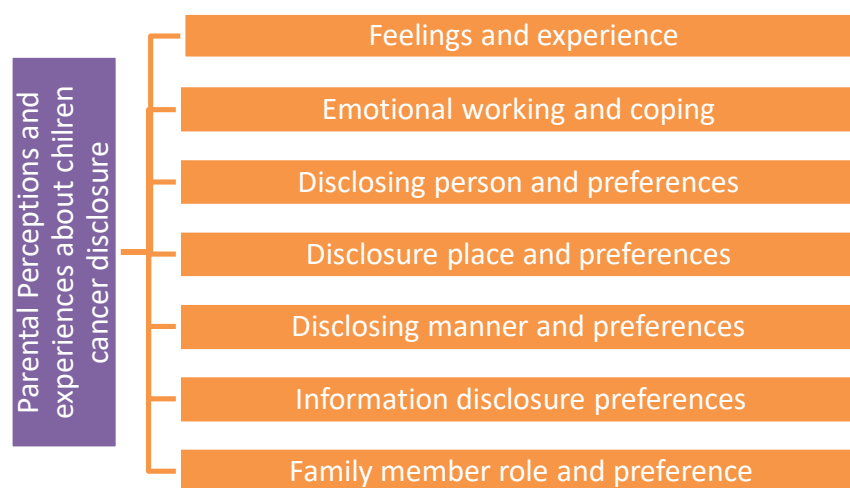 Parental Perceptions and
experiences about chilren
cancer disclosure
Feelings and experience
Emotional working and coping
Disclosing person and preferences
Disclosure place and preferences
Disclosing manner and preferences
Information disclosure preferences
Family member role and preference